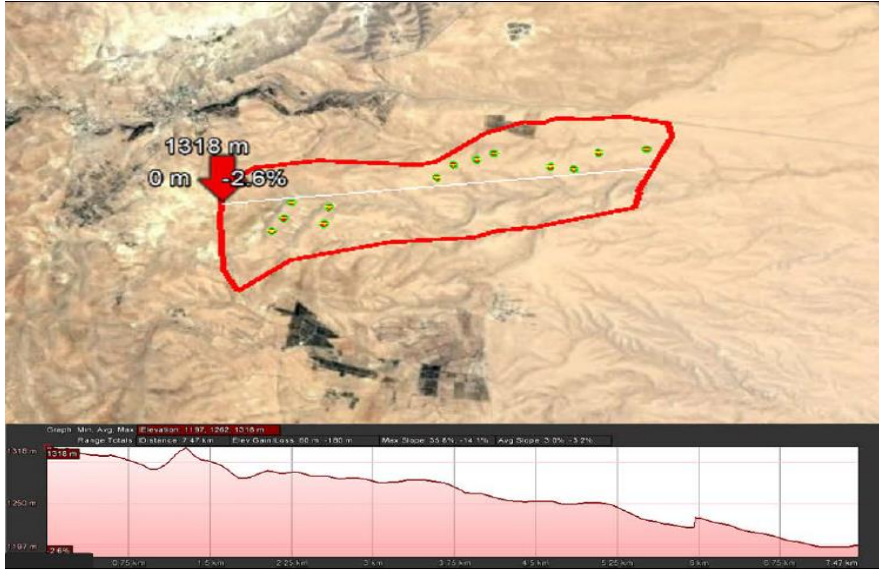 1318 m
0 m -2.6%
Graph: Min, Avg, Max Elevation: 1197, 1262, 1318 m
Range Totals: Distance: 7.47 km Elev Gain/Loss: 60 m, -180 m Max Slope: 35.8%, -14.1% Avg Slope: 3.0%, -3.2%
1318 m 1318 m
1250 m
1197 m -2.6%
0.75 km 1.5 km 2.25 km 3 km 3.75 km 4.5 km 5.25 km 6 km 6.75 km 7.47 km